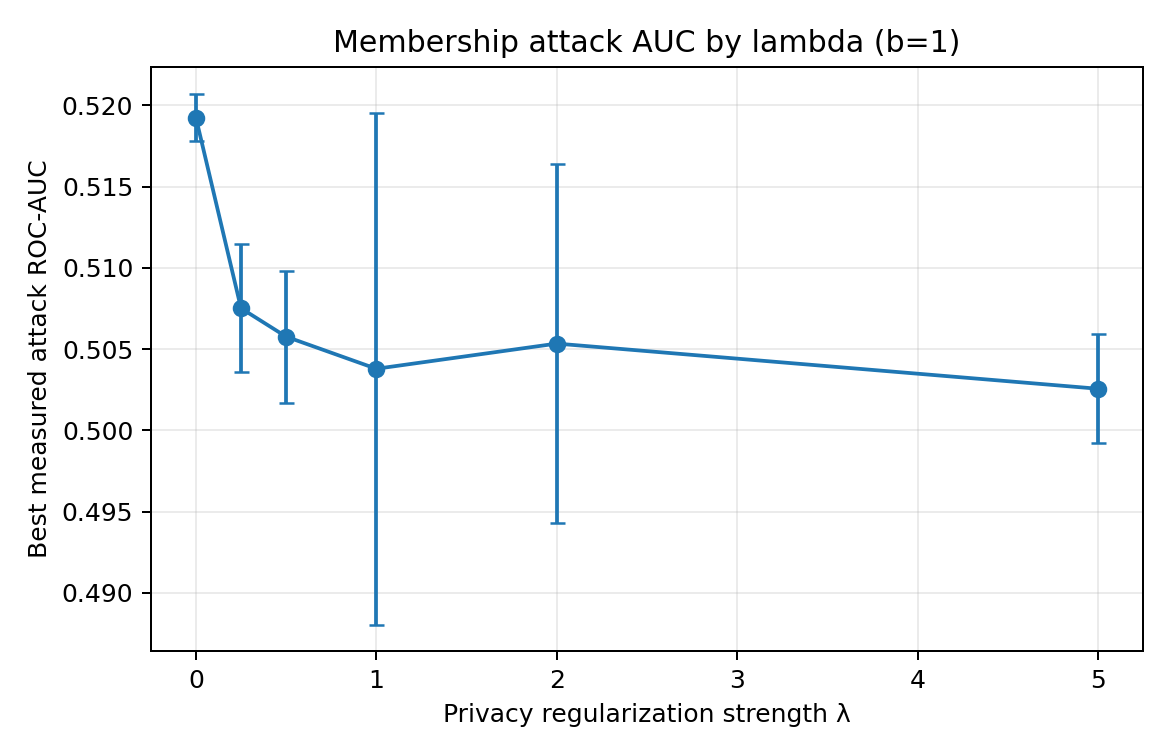 Membership attack AUC by lambda (b=1)
Best measured attack ROC-AUC
0.520
0.515
0.510
0.505
0.500
0.495
0.490
0 1 2 3 4 5
Privacy regularization strength λ